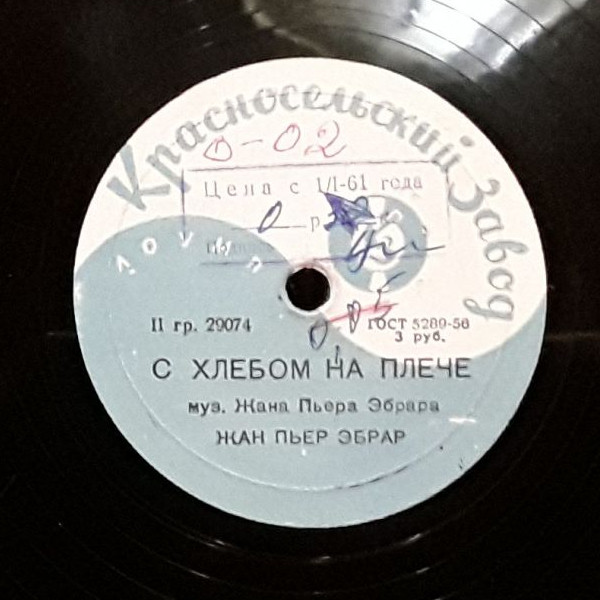 Красносельский Завод
0-02
Цена с 1/I-61 года
0 р.
II гр. 29074
ГОСТ 5289-56
3 руб.
С ХЛЕБОМ НА ПЛЕЧЕ
муз. Жана Пьера Эбрара
ЖАН ПЬЕР ЭБРАР